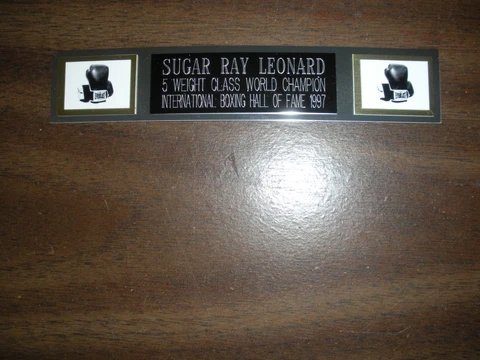 SUGAR RAY LEONARD
5 WEIGHT CLASS WORLD CHAMPION
INTERNATIONAL BOXING HALL OF FAME 1997